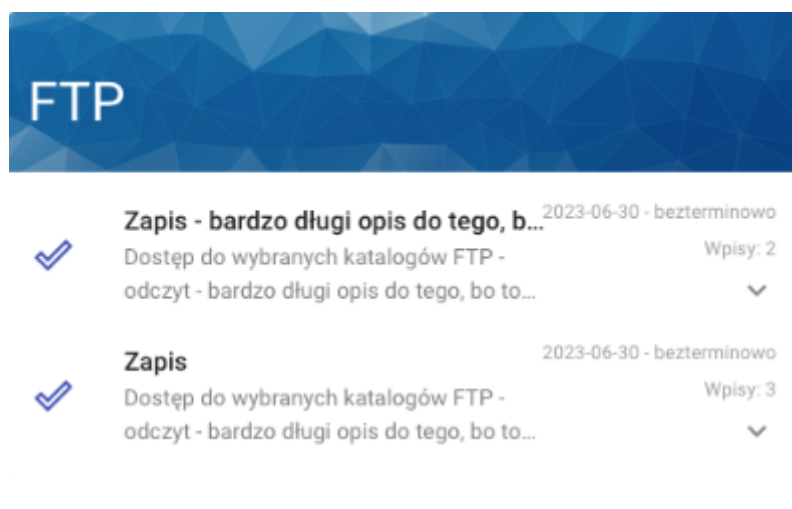 FTP
Zapis - bardzo długi opis do tego, b...
2023-06-30 - bezterminowo
Dostęp do wybranych katalogów FTP -
Wpisy: 2
odczyt - bardzo długi opis do tego, bo to...
Zapis
2023-06-30 - bezterminowo
Dostęp do wybranych katalogów FTP -
Wpisy: 3
odczyt - bardzo długi opis do tego, bo to...